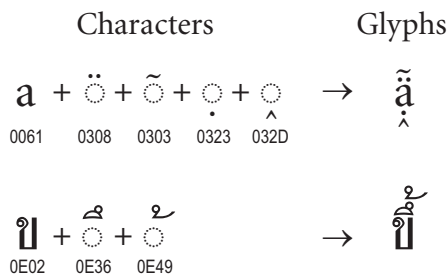 Characters Glyphs
a + ◌̈ + ◌̃ + ◌̣ + ◌̭ → ạ̭̈̃
0061 0308 0303 0323 032D
ข + ◌ึ + ◌้ → ขึ้
0E02 0E36 0E49